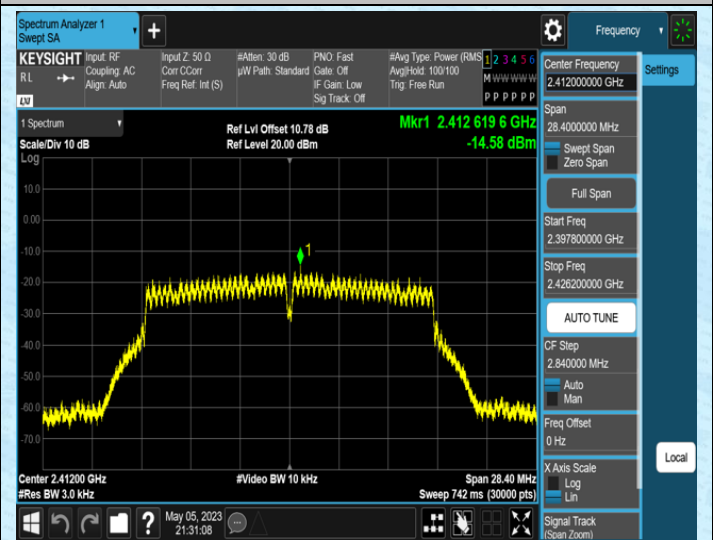 Spectrum Analyzer 1
Swept SA
+
Frequency
KEYSIGHT
RL
LXI
Input: RF
Coupling: AC
Align: Auto
Input Z: 50 Ω
Corr CCorr
Freq Ref: Int (S)
#Atten: 30 dB
µW Path: Standard
PNO: Fast
Gate: Off
IF Gain: Low
Sig Track: Off
#Avg Type: Power (RMS
Avg|Hold: 100/100
Trig: Free Run
1 2 3 4 5 6
M W W W W W
P P P P P P
1 Spectrum
Scale/Div 10 dB
Ref Lvl Offset 10.78 dB
Ref Level 20.00 dBm
Mkr1 2.412 619 6 GHz
-14.58 dBm
Log
10.0
0.00
-10.0
-20.0
-30.0
-40.0
-50.0
-60.0
-70.0
1
Center 2.41200 GHz
#Res BW 3.0 kHz
#Video BW 10 kHz
Span 28.40 MHz
Sweep 742 ms (30000 pts)
May 05, 2023
21:31:08
?
Center Frequency
2.412000000 GHz
Span
28.4000000 MHz
Swept Span
Zero Span
Full Span
Start Freq
2.397800000 GHz
Stop Freq
2.426200000 GHz
AUTO TUNE
CF Step
2.840000 MHz
Auto
Man
Freq Offset
0 Hz
X Axis Scale
Log
Lin
Signal Track
(Span Zoom)
Settings
Local